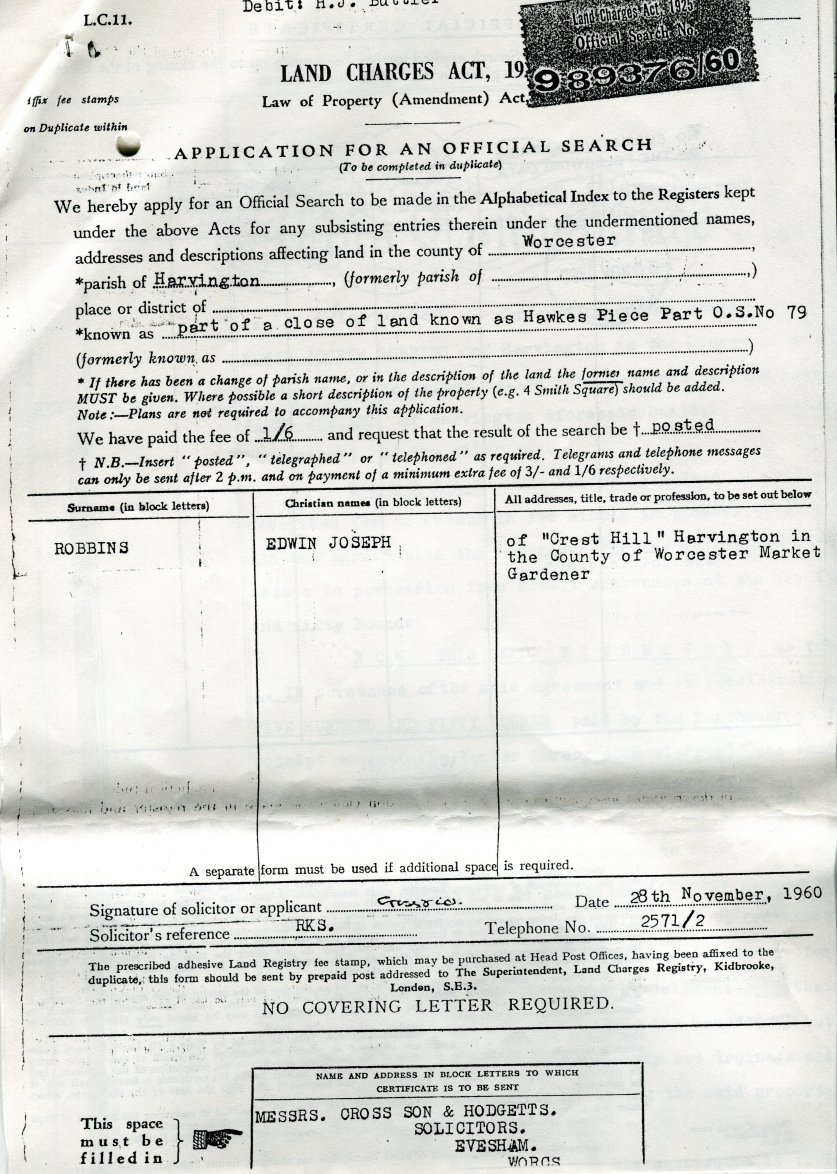 Debit: H.J. Buttler
L.C.11.
Land Charges Act, 1925
Official Search No.
989376/60
LAND CHARGES ACT, 19
Law of Property (Amendment) Act,
Affix fee stamps
on Duplicate within
APPLICATION FOR AN OFFICIAL SEARCH
(To be completed in duplicate)
We hereby apply for an Official Search to be made in the Alphabetical Index to the Registers kept
under the above Acts for any subsisting entries therein under the undermentioned names,
addresses and descriptions affecting land in the county of Worcester,
*parish of Harvington, (formerly parish of ,)
place or district of
*known as part of a close of land known as Hawkes Piece Part O.S.No 79
(formerly known as )
* If there has been a change of parish name, or in the description of the land the former name and description
MUST be given. Where possible a short description of the property (e.g. 4 Smith Square) should be added.
Note:—Plans are not required to accompany this application.
We have paid the fee of 1/6 and request that the result of the search be † posted
† N.B.—Insert "posted", "telegraphed" or "telephoned" as required. Telegrams and telephone messages
can only be sent after 2 p.m. and on payment of a minimum extra fee of 3/- and 1/6 respectively.
Surname (in block letters)
Christian names (in block letters)
All addresses, title, trade or profession, to be set out below
ROBBINS
EDWIN JOSEPH
of "Crest Hill" Harvington in
the County of Worcester Market
Gardener
A separate form must be used if additional space is required.
Signature of solicitor or applicant
Date 28th November, 1960
Solicitor's reference RKS.
Telephone No. 2571/2
The prescribed adhesive Land Registry fee stamp, which may be purchased at Head Post Offices, having been affixed to the
duplicate, this form should be sent by prepaid post addressed to The Superintendent, Land Charges Registry, Kidbrooke,
London, S.E.3.
NO COVERING LETTER REQUIRED.
NAME AND ADDRESS IN BLOCK LETTERS TO WHICH
CERTIFICATE IS TO BE SENT
This space
must be
filled in
MESSRS. CROSS SON & HODGETTS.
SOLICITORS.
EVESHAM.
WORCS